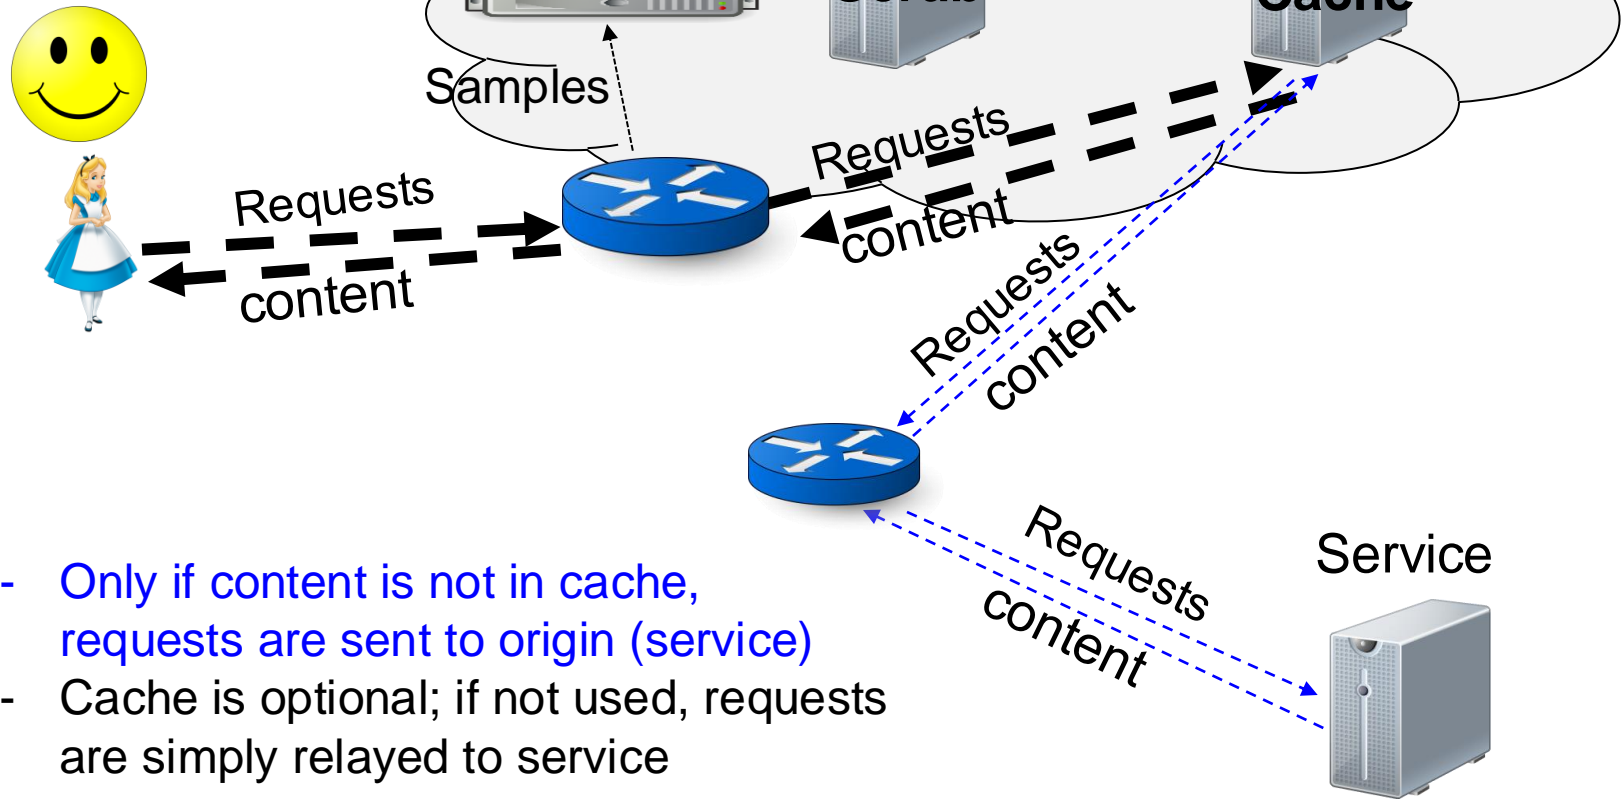 Cache
Samples
Requests
Requests
content
content
Requests
content
Requests
content
Service
- Only if content is not in cache,
requests are sent to origin (service)
- Cache is optional; if not used, requests
are simply relayed to service